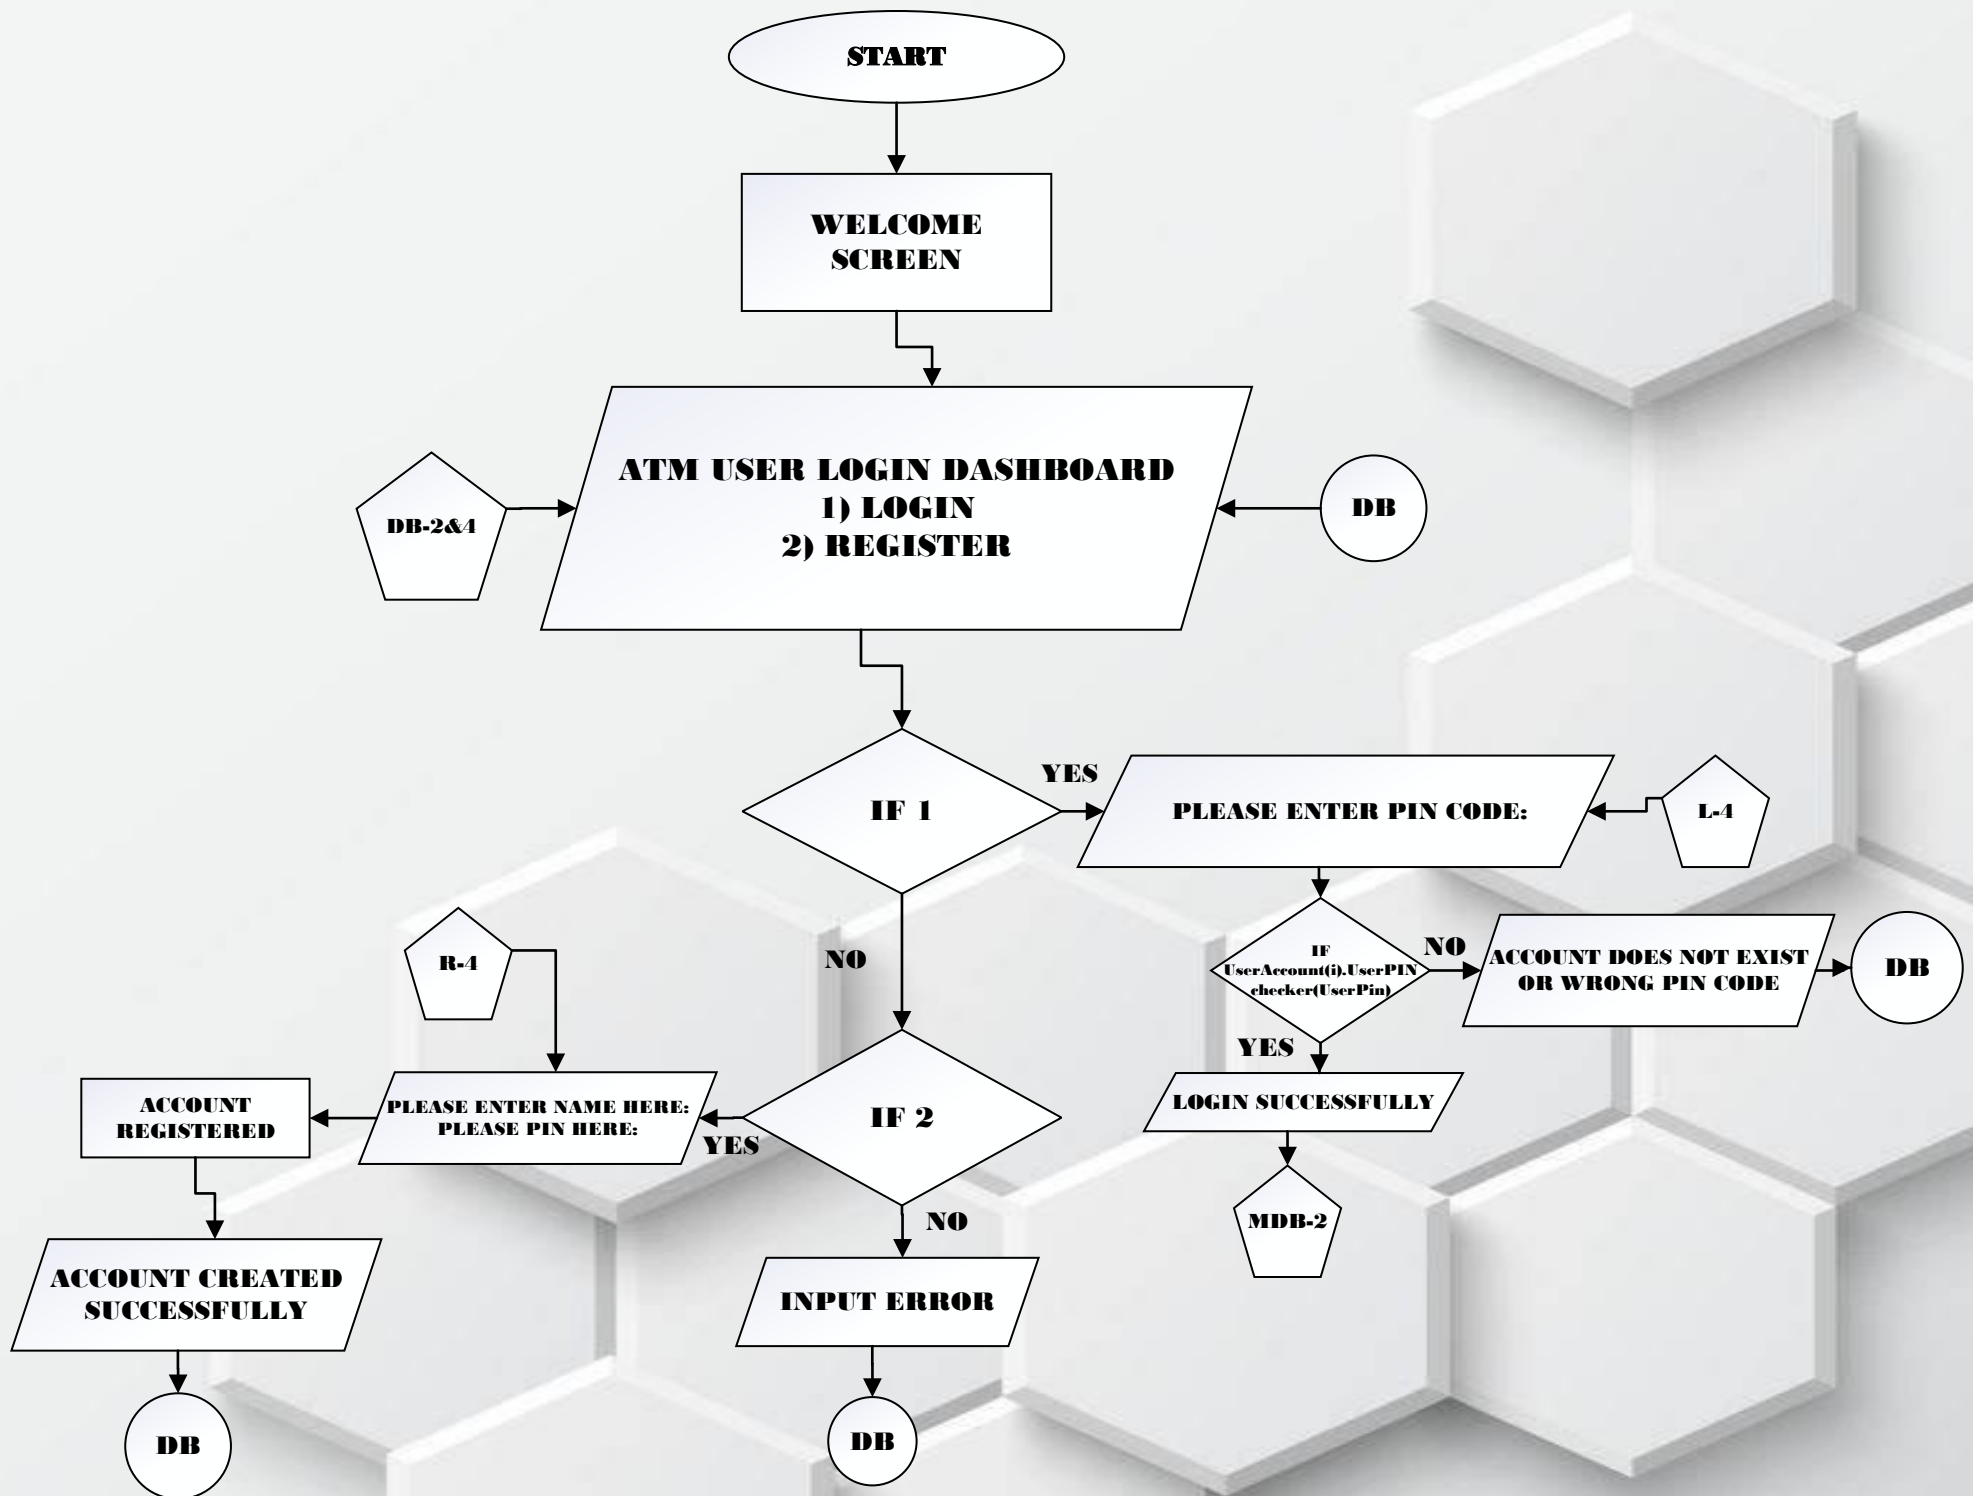 START
WELCOME
SCREEN
ATM USER LOGIN DASHBOARD
1) LOGIN
2) REGISTER
DB-2&4
DB
IF 1
YES
PLEASE ENTER PIN CODE:
L-4
NO
IF
UserAccount(i).UserPIN
checker(UserPin)
NO
ACCOUNT DOES NOT EXIST
OR WRONG PIN CODE
DB
YES
LOGIN SUCCESSFULLY
MDB-2
R-4
IF 2
YES
PLEASE ENTER NAME HERE:
PLEASE PIN HERE:
ACCOUNT
REGISTERED
ACCOUNT CREATED
SUCCESSFULLY
DB
NO
INPUT ERROR
DB